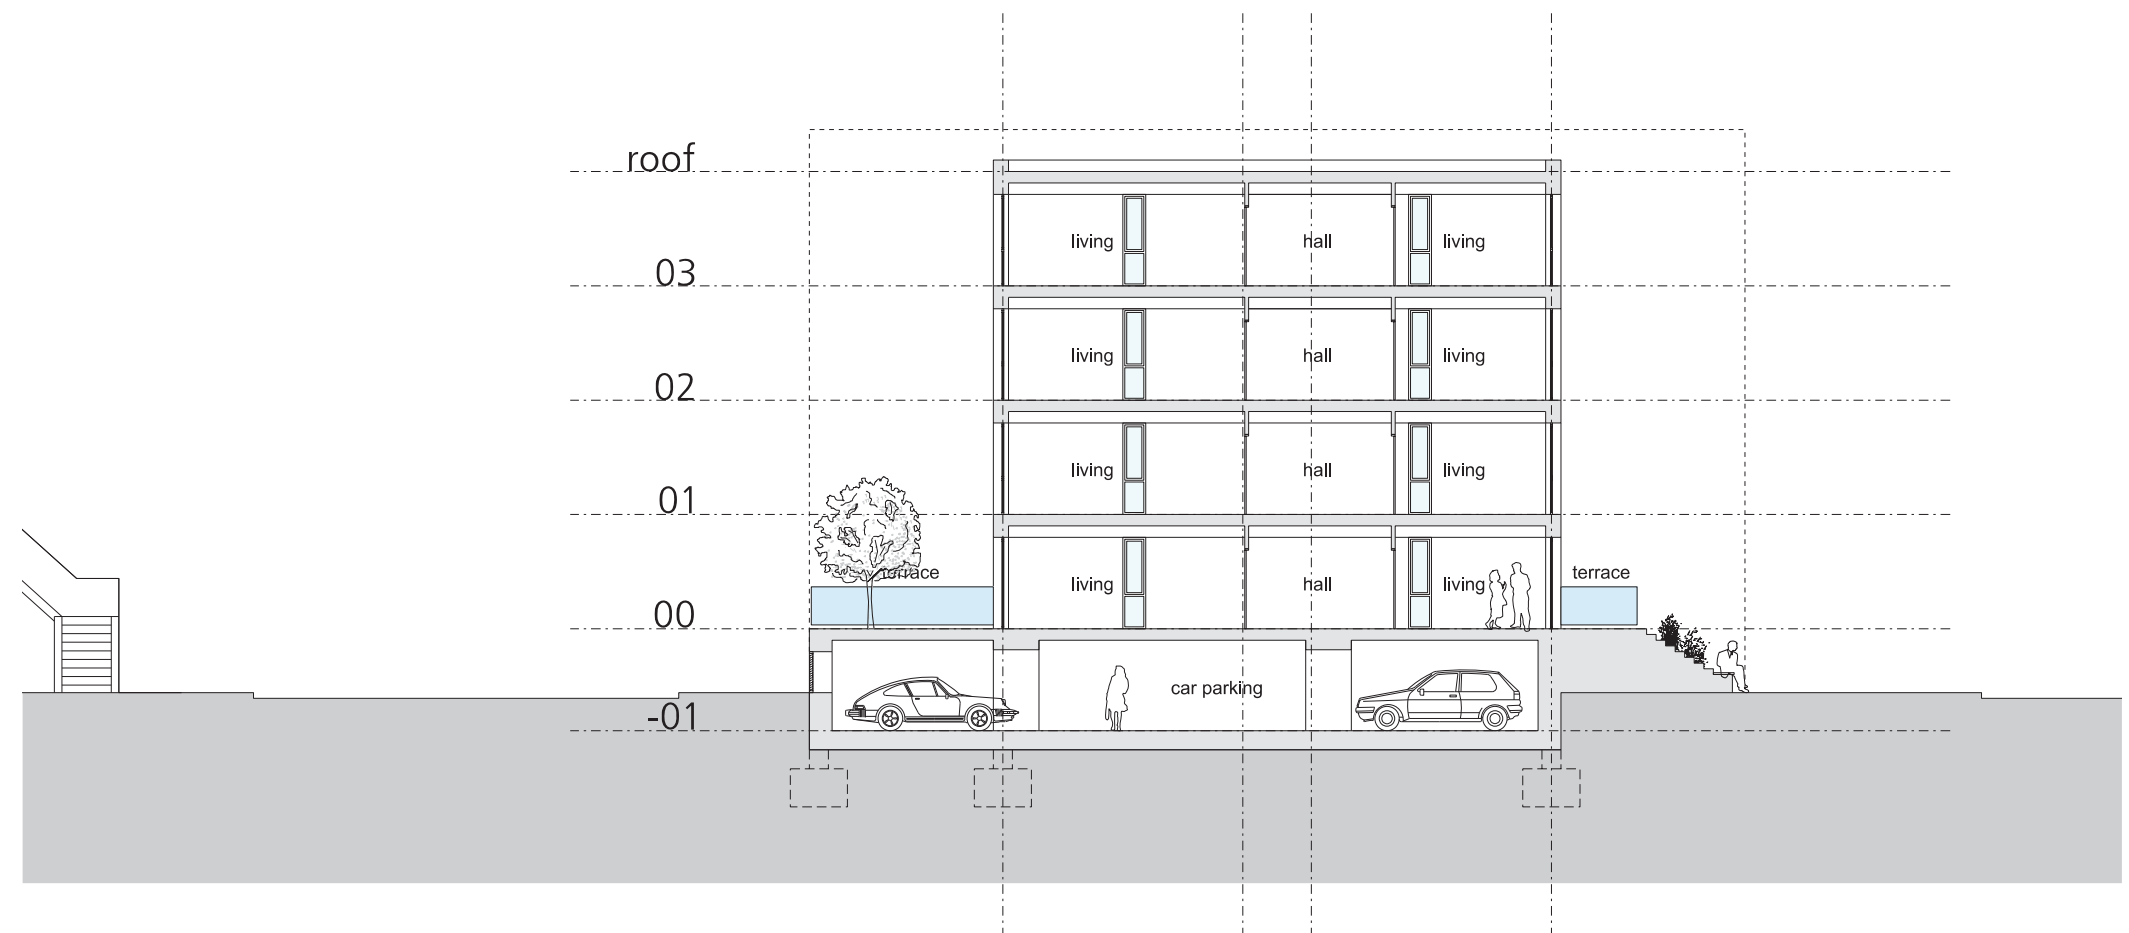 roof
living hall living
03
living hall living
02
living hall living
01
terrace terrace
living hall living
00
car parking
-01